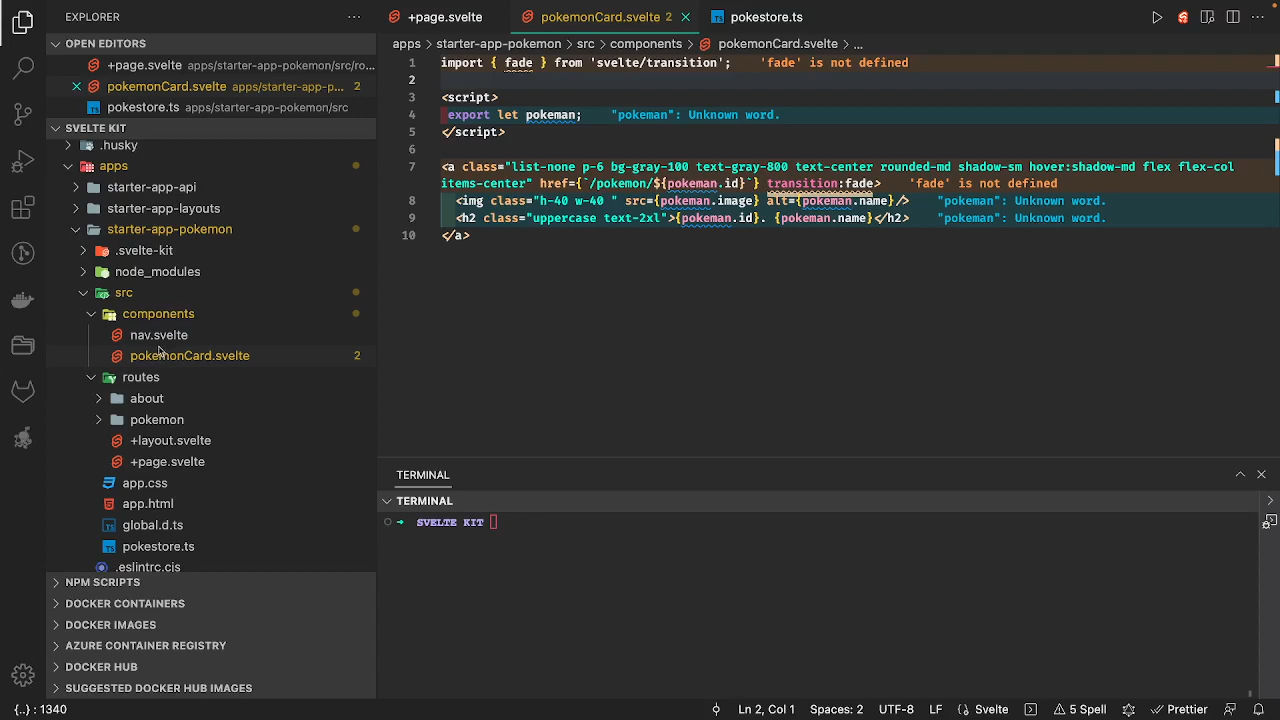 EXPLORER
OPEN EDITORS
+page.svelte apps/starter-app-pokemon/src/ro...
pokemonCard.svelte apps/starter-app-p... 2
pokestore.ts apps/starter-app-pokemon/src
SVELTE KIT
.husky
apps
starter-app-api
starter-app-layouts
starter-app-pokemon
.svelte-kit
node_modules
src
components
nav.svelte
pokemonCard.svelte 2
routes
about
pokemon
+layout.svelte
+page.svelte
app.css
app.html
global.d.ts
pokestore.ts
.eslintrc.cjs
NPM SCRIPTS
DOCKER CONTAINERS
DOCKER IMAGES
AZURE CONTAINER REGISTRY
DOCKER HUB
SUGGESTED DOCKER HUB IMAGES
+page.svelte
pokemonCard.svelte 2
pokestore.ts
apps > starter-app-pokemon > src > components > pokemonCard.svelte > ...
1 import { fade } from 'svelte/transition'; 'fade' is not defined
2
3 <script>
4 export let pokeman; "pokeman": Unknown word.
5 </script>
6
7 <a class="list-none p-6 bg-gray-100 text-gray-800 text-center rounded-md shadow-sm hover:shadow-md flex flex-col
items-center" href={`/pokemon/${pokeman.id}`} transition:fade> 'fade' is not defined
8 <img class="h-40 w-40 " src={pokeman.image} alt={pokeman.name}/> "pokeman": Unknown word.
9 <h2 class="uppercase text-2xl">{pokeman.id}. {pokeman.name}</h2> "pokeman": Unknown word.
10 </a>
TERMINAL
TERMINAL
➜ SVELTE KIT
{..} : 1340
Ln 2, Col 1
Spaces: 2
UTF-8
LF
{} Svelte
5 Spell
Prettier